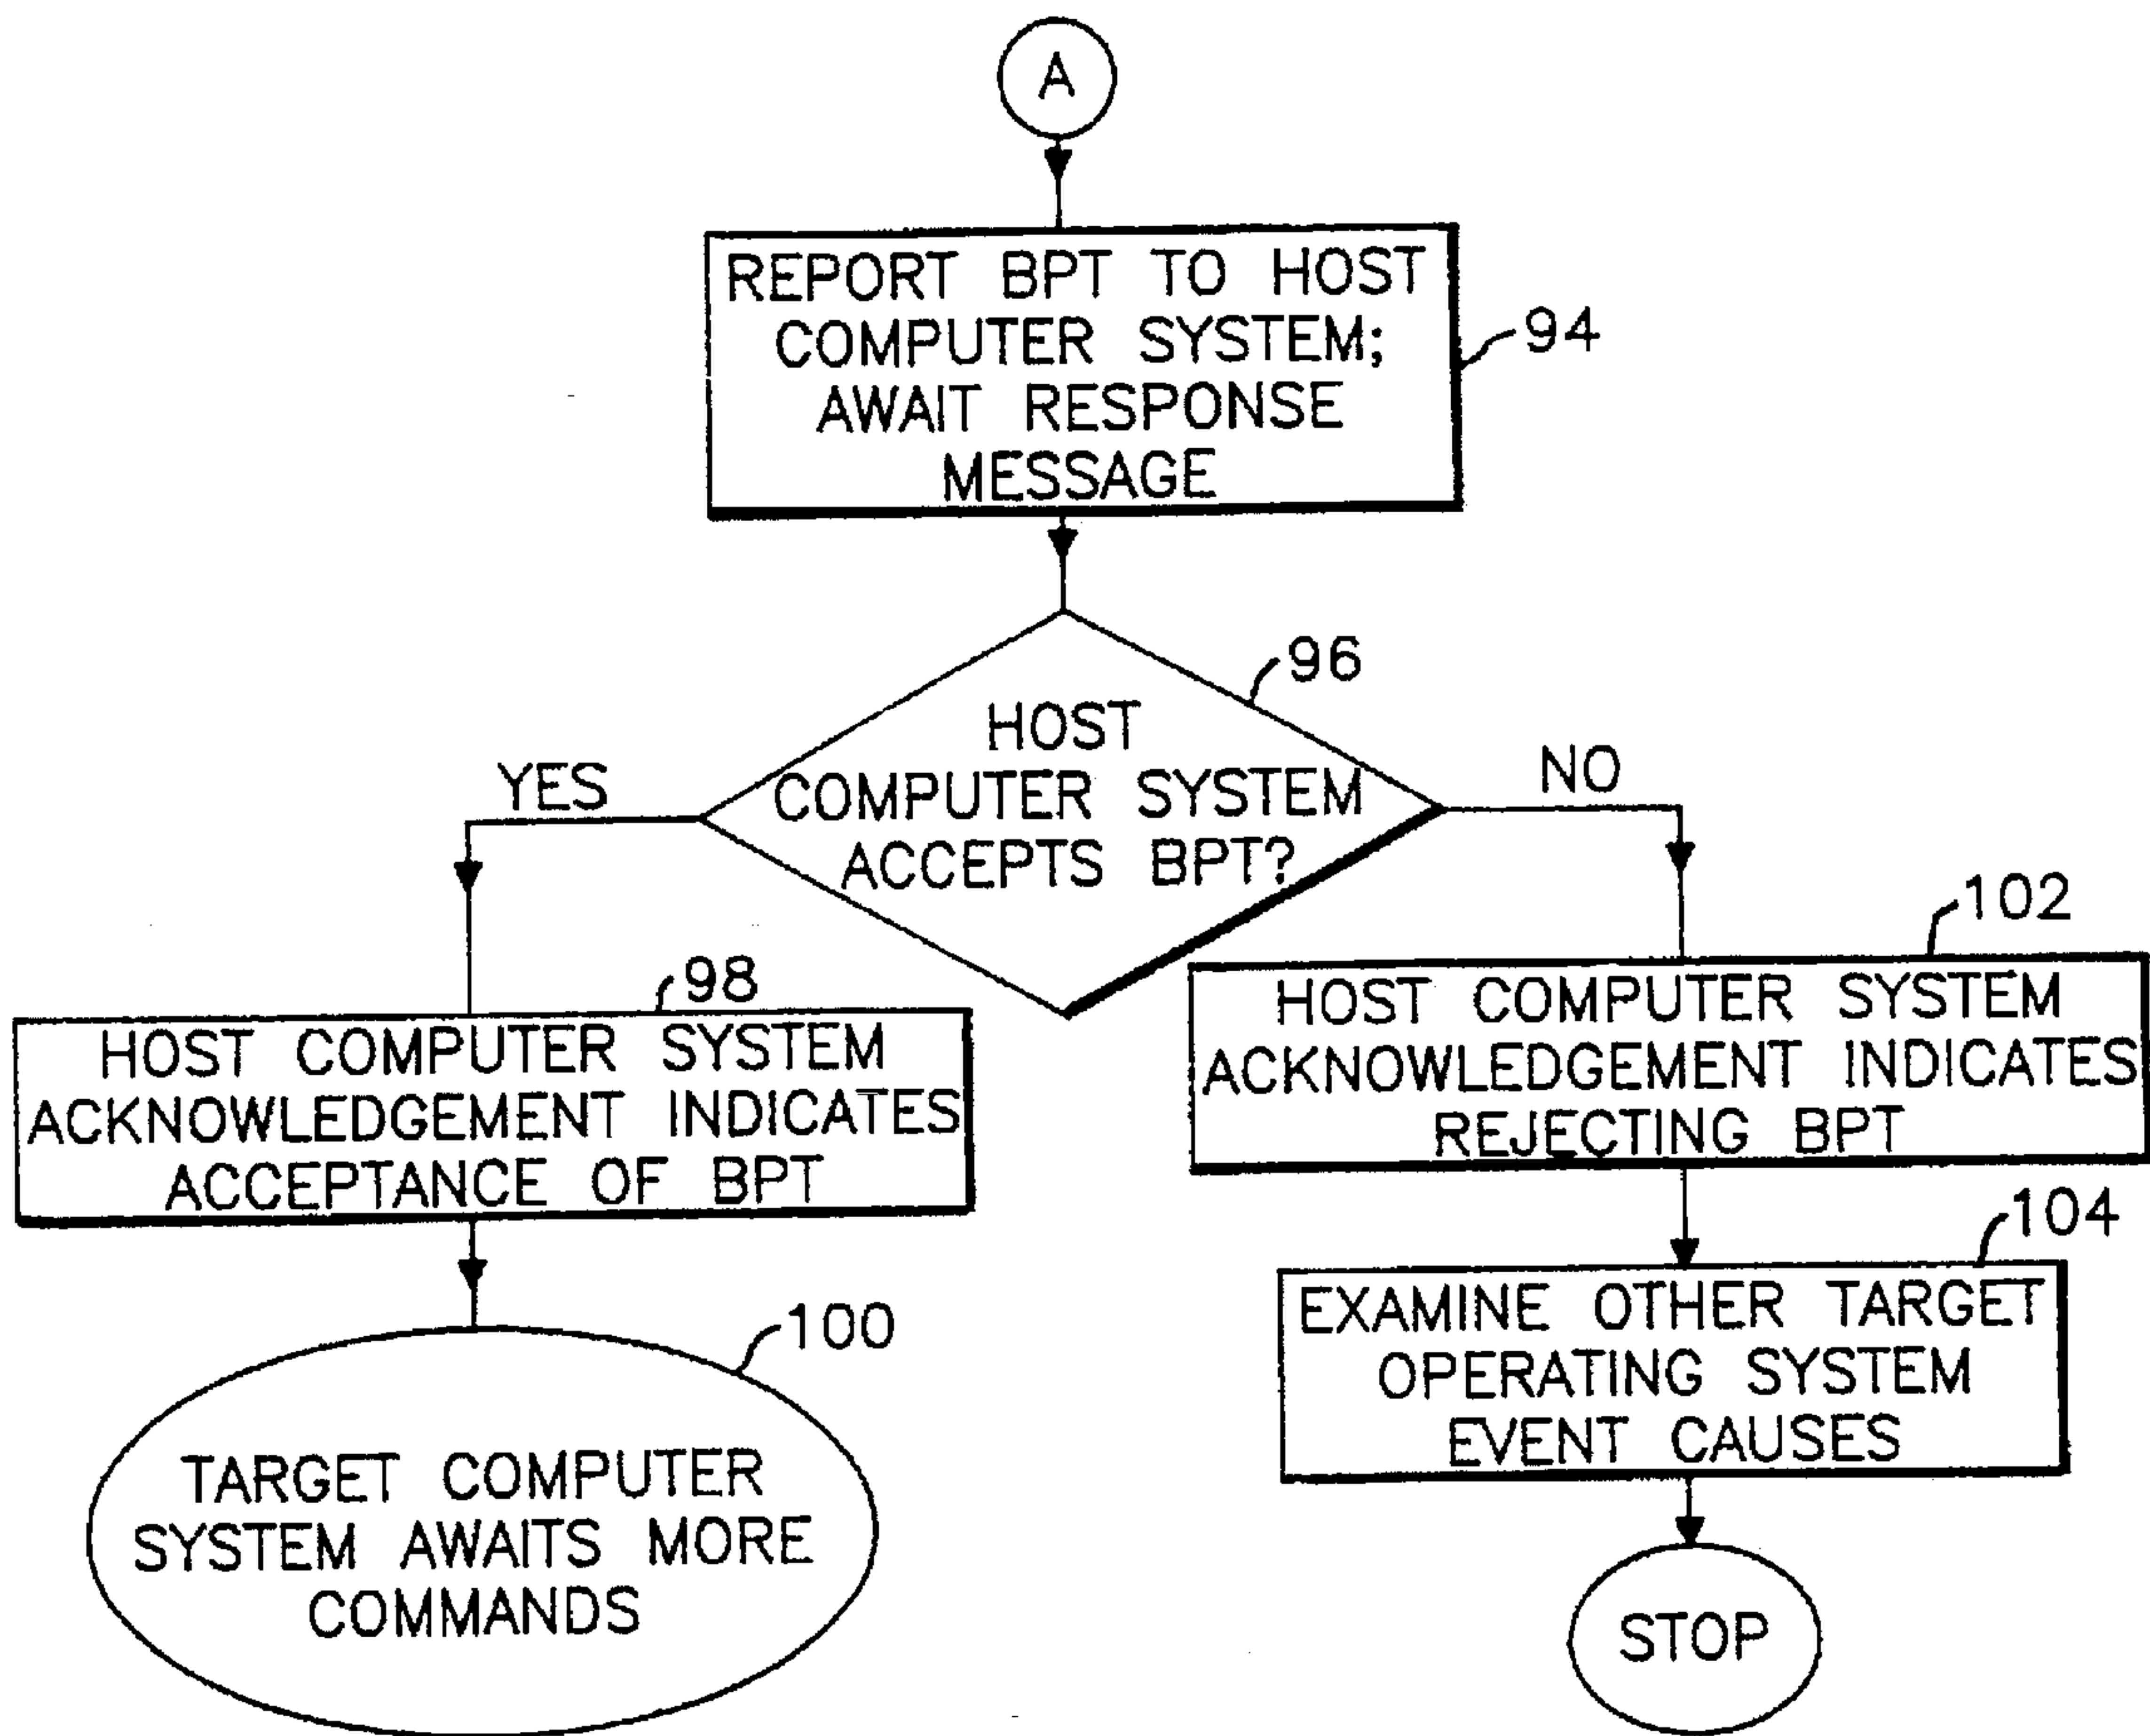 A
REPORT BPT TO HOST
COMPUTER SYSTEM;
AWAIT RESPONSE
MESSAGE
94
96
HOST
COMPUTER SYSTEM
ACCEPTS BPT?
YES
NO
98
HOST COMPUTER SYSTEM
ACKNOWLEDGEMENT INDICATES
ACCEPTANCE OF BPT
100
TARGET COMPUTER
SYSTEM AWAITS MORE
COMMANDS
102
HOST COMPUTER SYSTEM
ACKNOWLEDGEMENT INDICATES
REJECTING BPT
104
EXAMINE OTHER TARGET
OPERATING SYSTEM
EVENT CAUSES
STOP